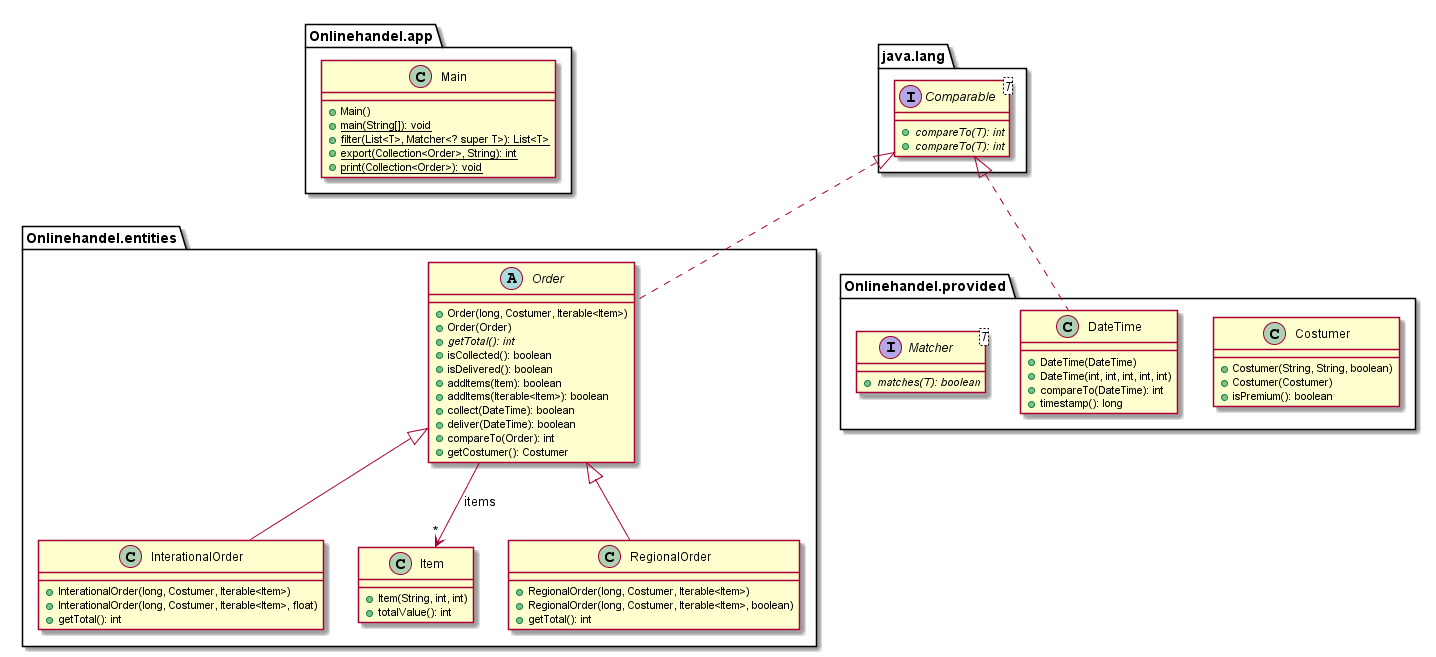 Onlinehandel.app
C Main
Main()
main(String[]): void
filter(List<T>, Matcher<? super T>): List<T>
export(Collection<Order>, String): int
print(Collection<Order>): void
java.lang
I Comparable
T
compareTo(T): int
compareTo(T): int
Onlinehandel.entities
A Order
Order(long, Costumer, Iterable<Item>)
Order(Order)
getTotal(): int
isCollected(): boolean
isDelivered(): boolean
addItems(Item): boolean
addItems(Iterable<Item>): boolean
collect(DateTime): boolean
deliver(DateTime): boolean
compareTo(Order): int
getCostumer(): Costumer
items
*
C InterationalOrder
InterationalOrder(long, Costumer, Iterable<Item>)
InterationalOrder(long, Costumer, Iterable<Item>, float)
getTotal(): int
C Item
Item(String, int, int)
totalValue(): int
C RegionalOrder
RegionalOrder(long, Costumer, Iterable<Item>)
RegionalOrder(long, Costumer, Iterable<Item>, boolean)
getTotal(): int
Onlinehandel.provided
I Matcher
T
matches(T): boolean
C DateTime
DateTime(DateTime)
DateTime(int, int, int, int, int)
compareTo(DateTime): int
timestamp(): long
C Costumer
Costumer(String, String, boolean)
Costumer(Costumer)
isPremium(): boolean